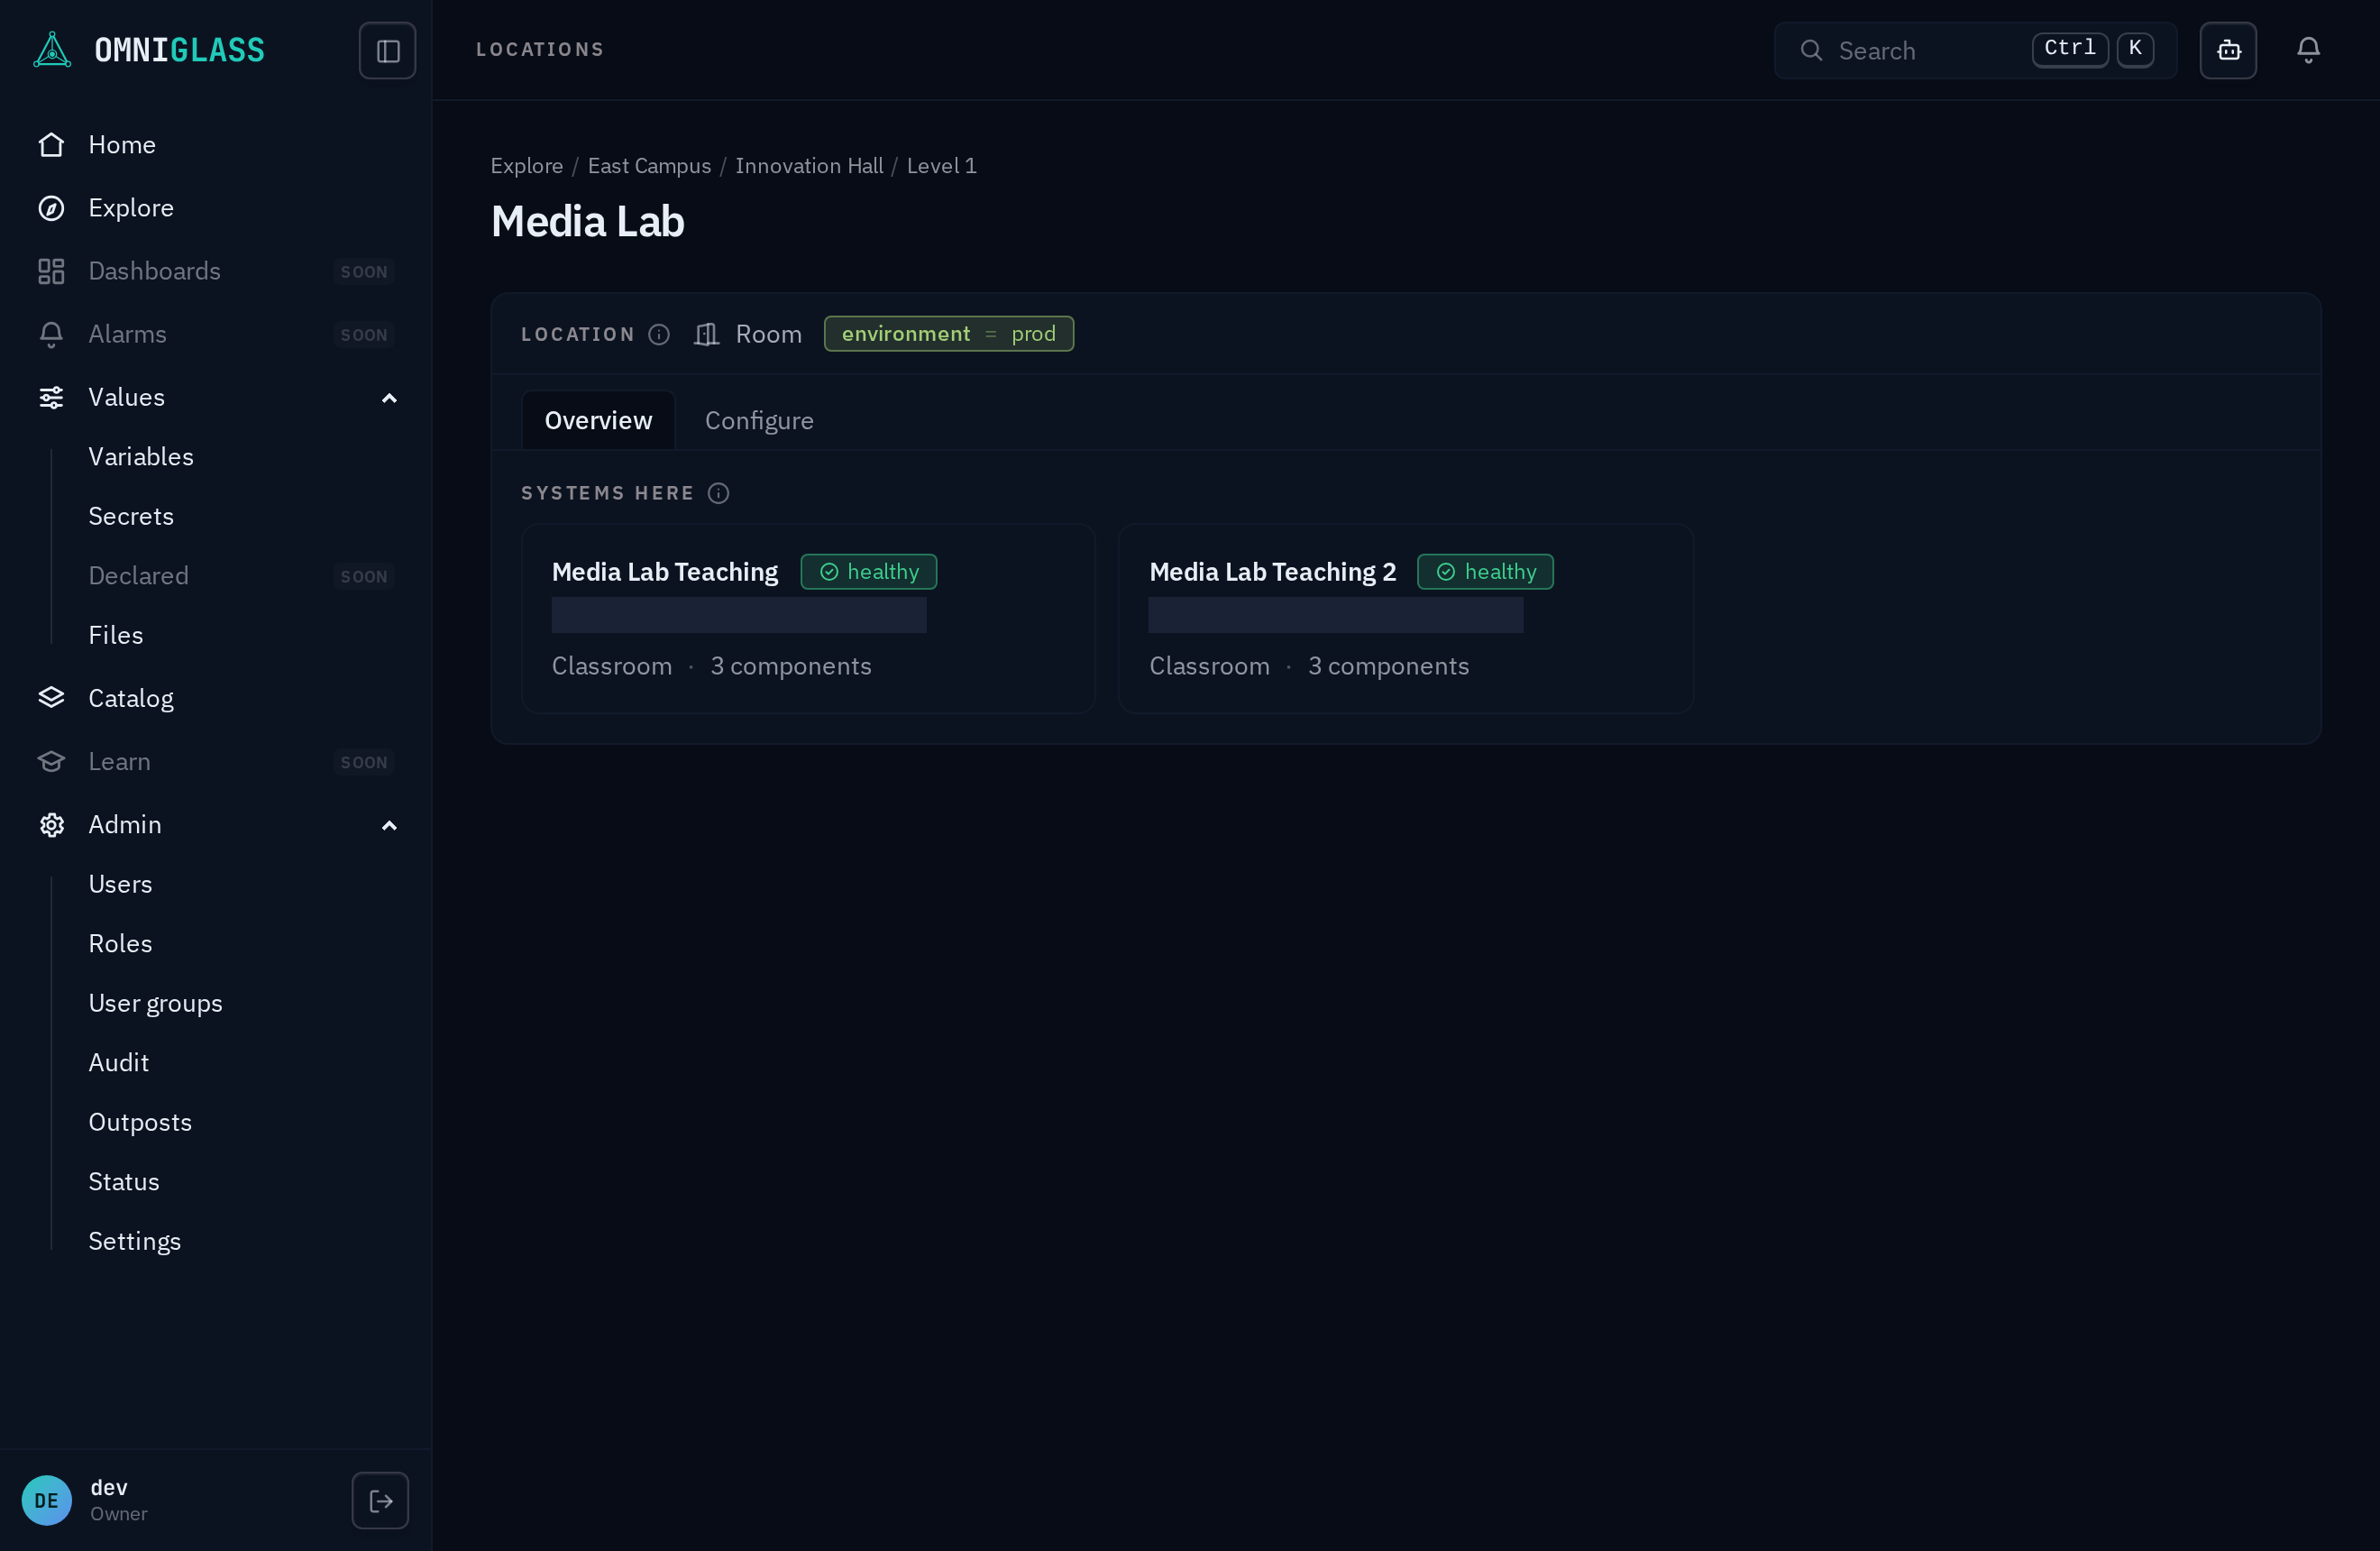 OMNIGLASS
LOCATIONS
Search Ctrl K
Home
Explore
Dashboards SOON
Alarms SOON
Values
Variables
Secrets
Declared SOON
Files
Catalog
Learn SOON
Admin
Users
Roles
User groups
Audit
Outposts
Status
Settings
DE dev
Owner
Explore / East Campus / Innovation Hall / Level 1
Media Lab
LOCATION Room environment = prod
Overview Configure
SYSTEMS HERE
Media Lab Teaching healthy
Classroom · 3 components
Media Lab Teaching 2 healthy
Classroom · 3 components